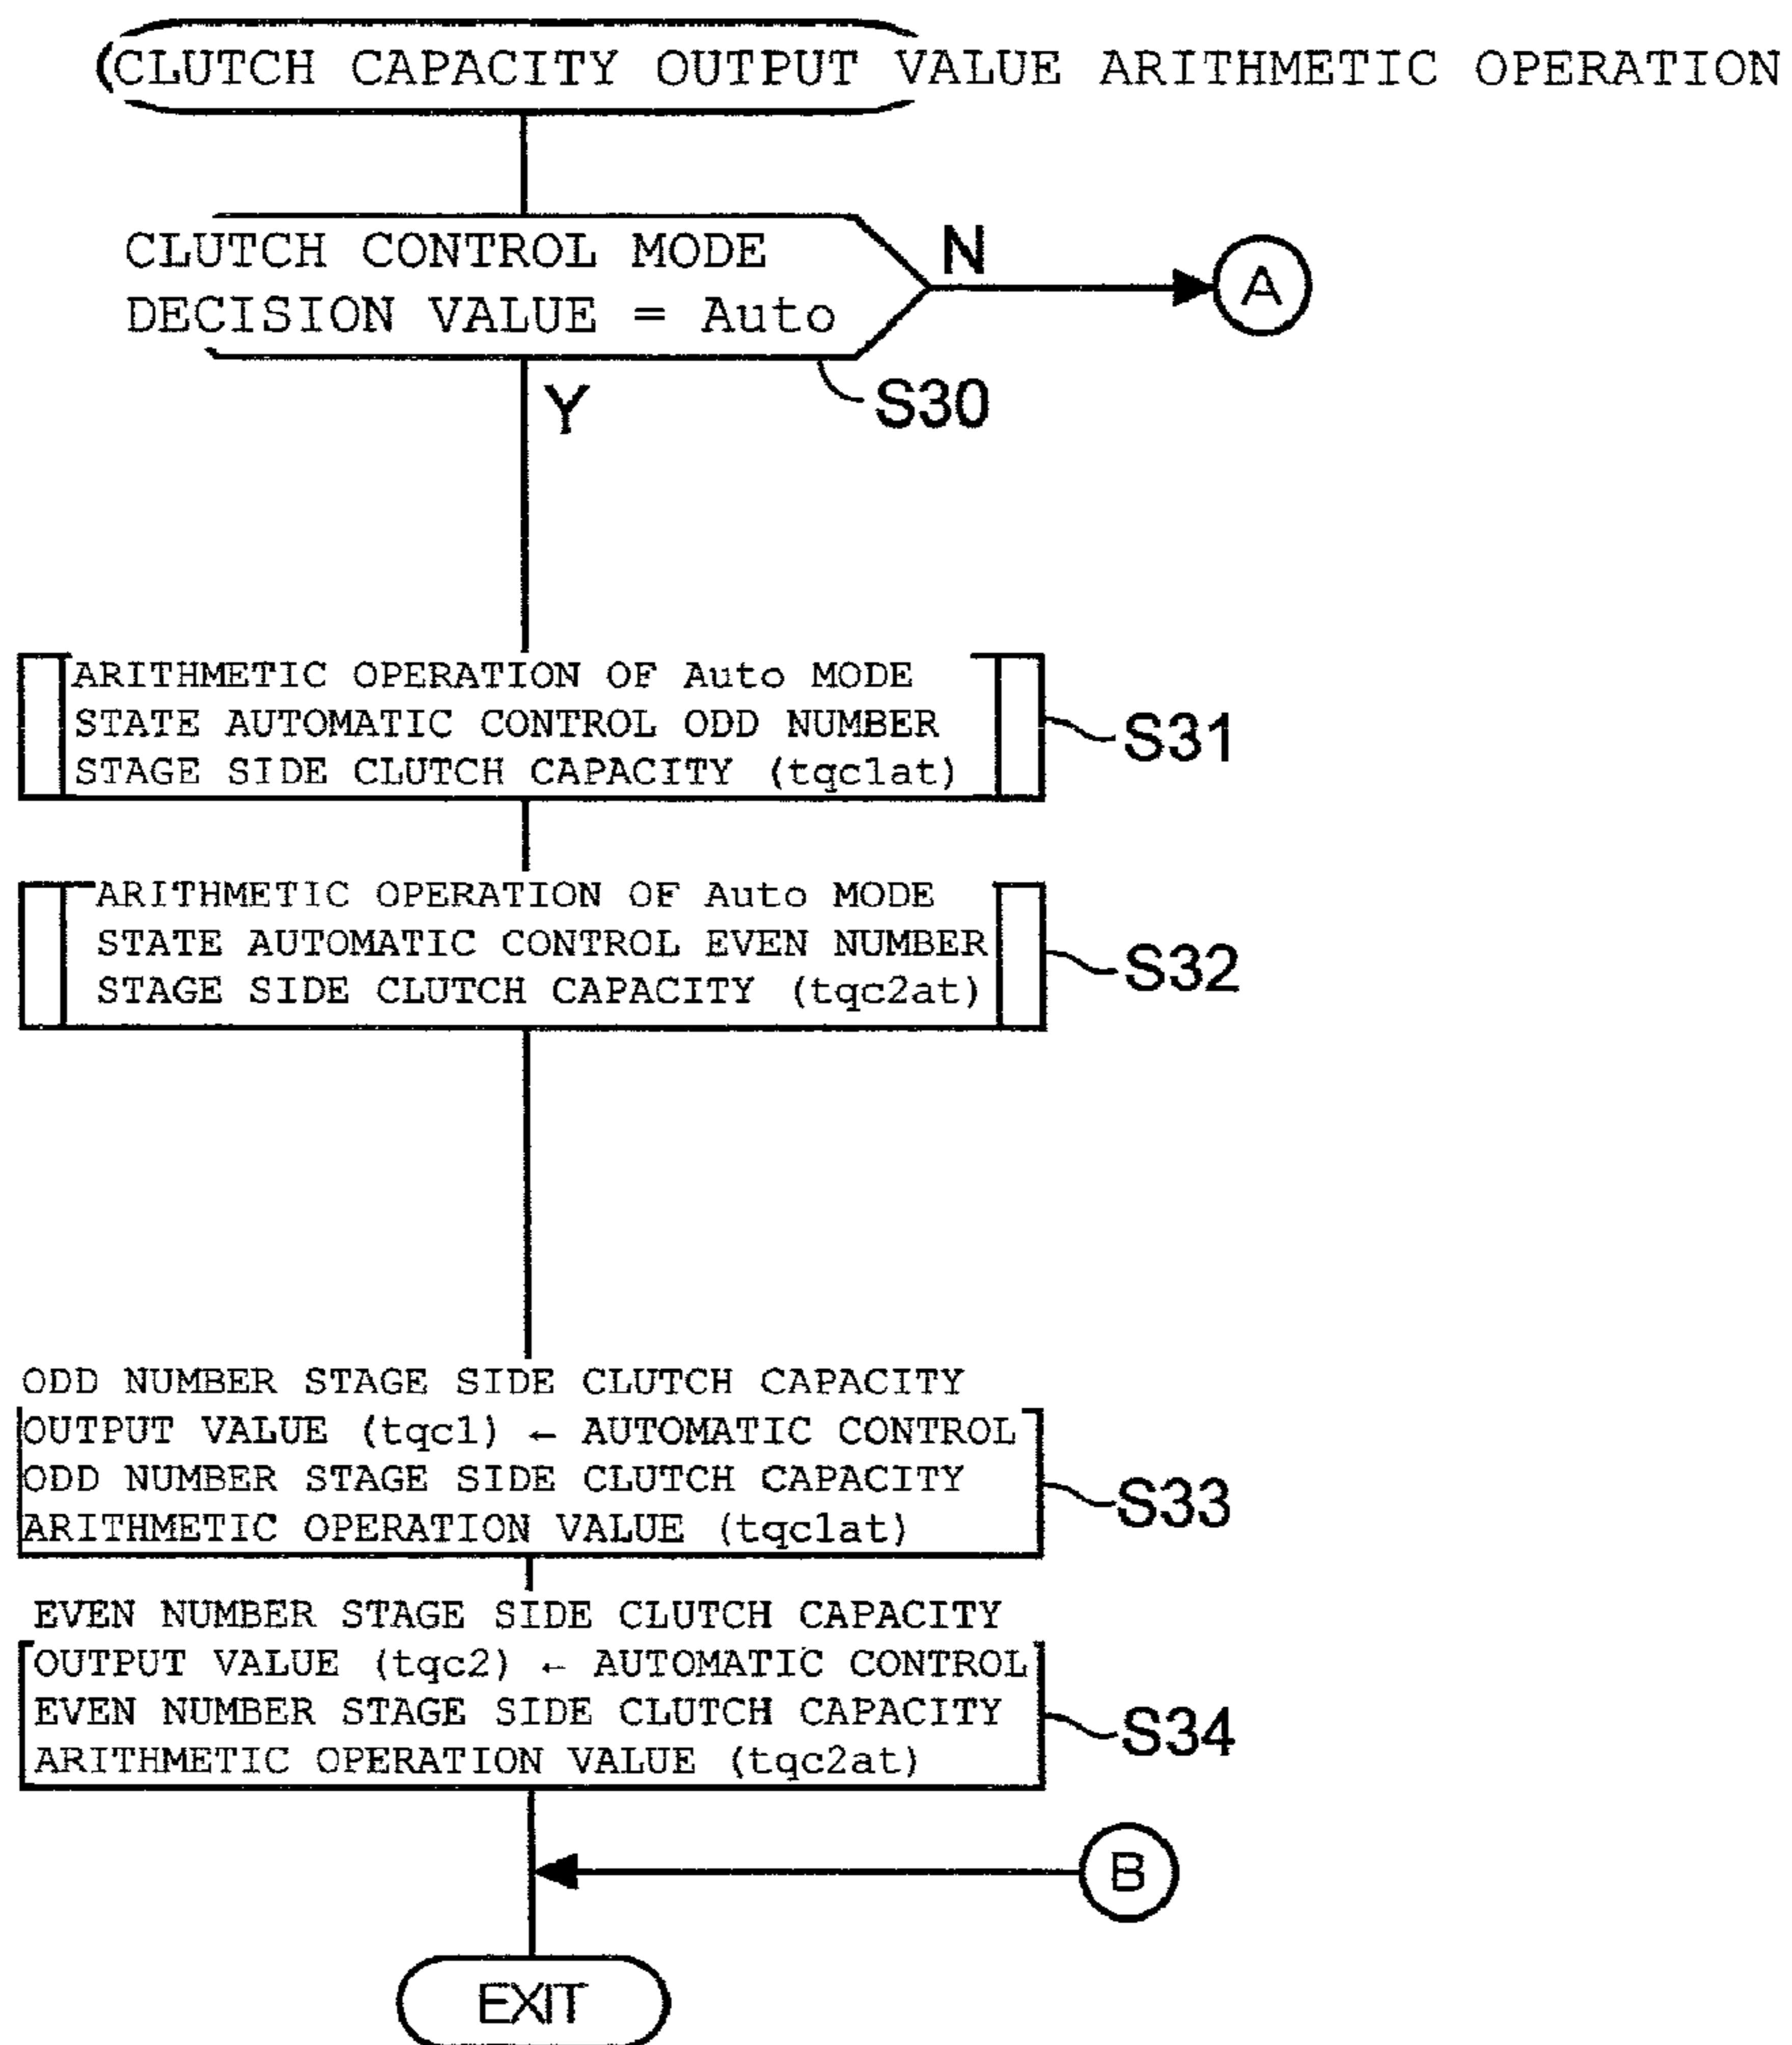 (CLUTCH CAPACITY OUTPUT VALUE ARITHMETIC OPERATION
CLUTCH CONTROL MODE
DECISION VALUE = Auto
N
A
Y
S30
ARITHMETIC OPERATION OF Auto MODE
STATE AUTOMATIC CONTROL ODD NUMBER
STAGE SIDE CLUTCH CAPACITY (tqc1at)
S31
ARITHMETIC OPERATION OF Auto MODE
STATE AUTOMATIC CONTROL EVEN NUMBER
STAGE SIDE CLUTCH CAPACITY (tqc2at)
S32
ODD NUMBER STAGE SIDE CLUTCH CAPACITY
OUTPUT VALUE (tqc1) ← AUTOMATIC CONTROL
ODD NUMBER STAGE SIDE CLUTCH CAPACITY
ARITHMETIC OPERATION VALUE (tqc1at)
S33
EVEN NUMBER STAGE SIDE CLUTCH CAPACITY
OUTPUT VALUE (tqc2) ← AUTOMATIC CONTROL
EVEN NUMBER STAGE SIDE CLUTCH CAPACITY
ARITHMETIC OPERATION VALUE (tqc2at)
S34
B
EXIT